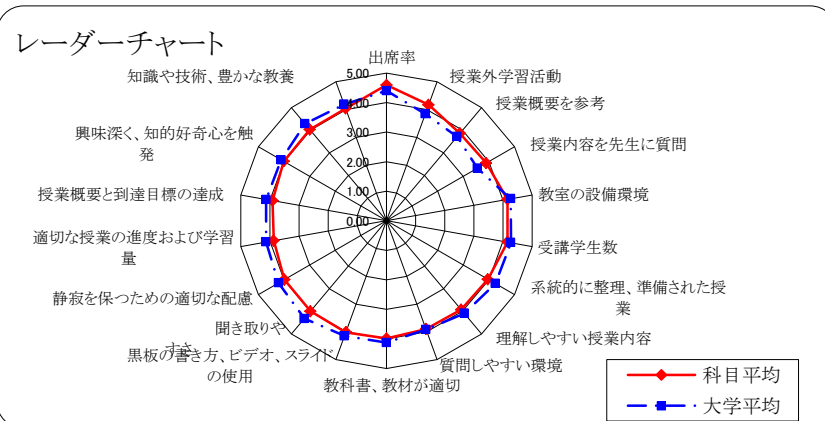 レーダーチャート
出席率
授業外学習活動
授業概要を参考
授業内容を先生に質問
教室の設備環境
受講学生数
系統的に整理、準備された授
業
理解しやすい授業内容
質問しやすい環境
教科書、教材が適切
黒板の書き方、ビデオ、スライド
の使用
聞き取りや
すさ
静寂を保つための適切な配慮
適切な授業の進度および学習
量
授業概要と到達目標の達成
興味深く、知的好奇心を触
発
知識や技術、豊かな教養
5.00
4.00
3.00
2.00
1.00
0.00
科目平均
大学平均